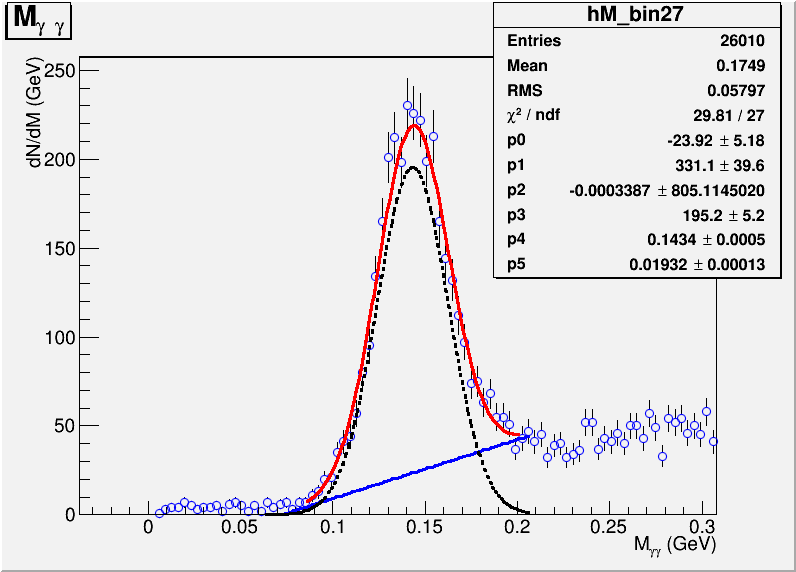 M γ γ
hM_bin27
Entries 26010
Mean 0.1749
RMS 0.05797
χ² / ndf 29.81 / 27
p0 -23.92 ± 5.18
p1 331.1 ± 39.6
p2 -0.0003387 ± 805.1145020
p3 195.2 ± 5.2
p4 0.1434 ± 0.0005
p5 0.01932 ± 0.00013
dN/dM (GeV)
250
200
150
100
50
0
0 0.05 0.1 0.15 0.2 0.25 0.3
M γγ (GeV)